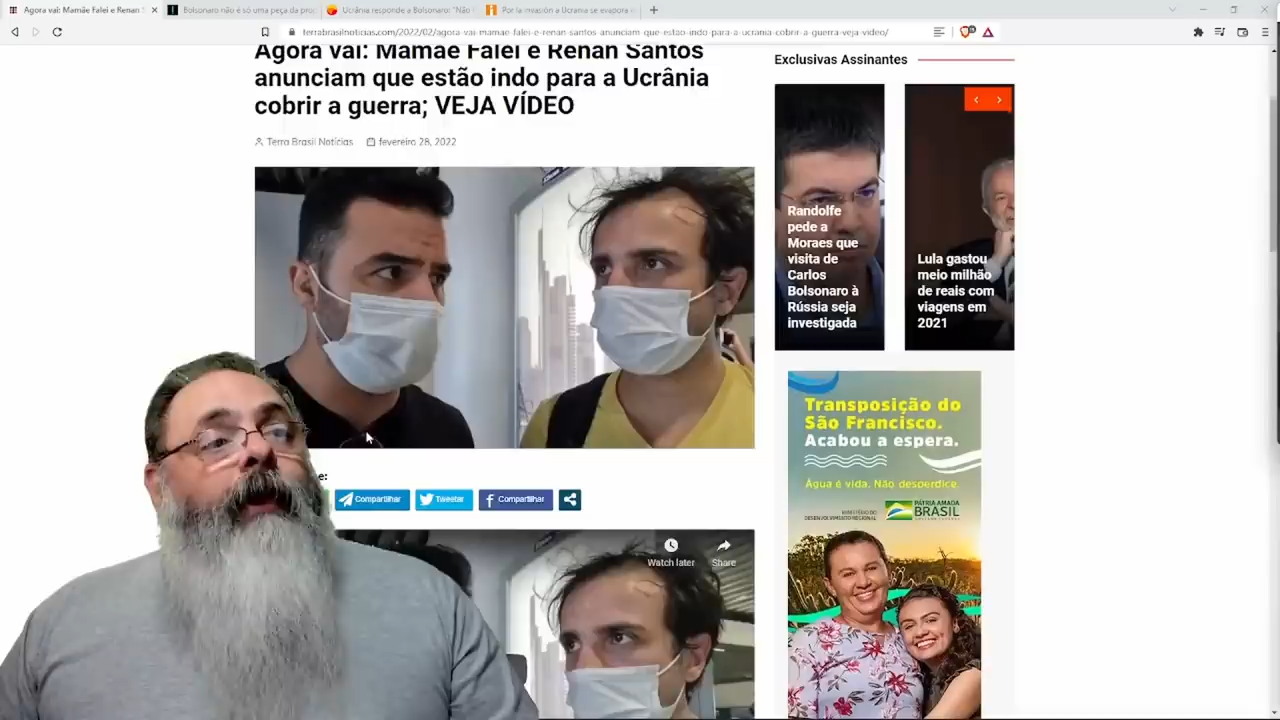 Agora vai: Mamãe Falei e Renan S
Bolsonaro não é só uma peça da pro
Ucrânia responde a Bolsonaro: "Não
Por la invasión a Ucrania se evapora
terrabrasilnoticias.com/2022/02/agora-vai-mamae-falei-e-renan-santos-anunciam-que-estao-indo-para-a-ucrania-cobrir-a-guerra-veja-video/
Agora vai: Mamãe Falei e Renan Santos
anunciam que estão indo para a Ucrânia
cobrir a guerra; VEJA VÍDEO
Terra Brasil Notícias
fevereiro 28, 2022
e:
Compartilhar
Tweetar
Compartilhar
Watch later
Share
Exclusivas Assinantes
Randolfe
pede a
Moraes que
visita de
Carlos
Bolsonaro à
Rússia seja
investigada
Lula gastou
meio milhão
de reais com
viagens em
2021
Transposição do
São Francisco.
Acabou a espera.
Água é vida. Não desperdice.
MINISTÉRIO DO
DESENVOLVIMENTO REGIONAL
PÁTRIA AMADA
BRASIL